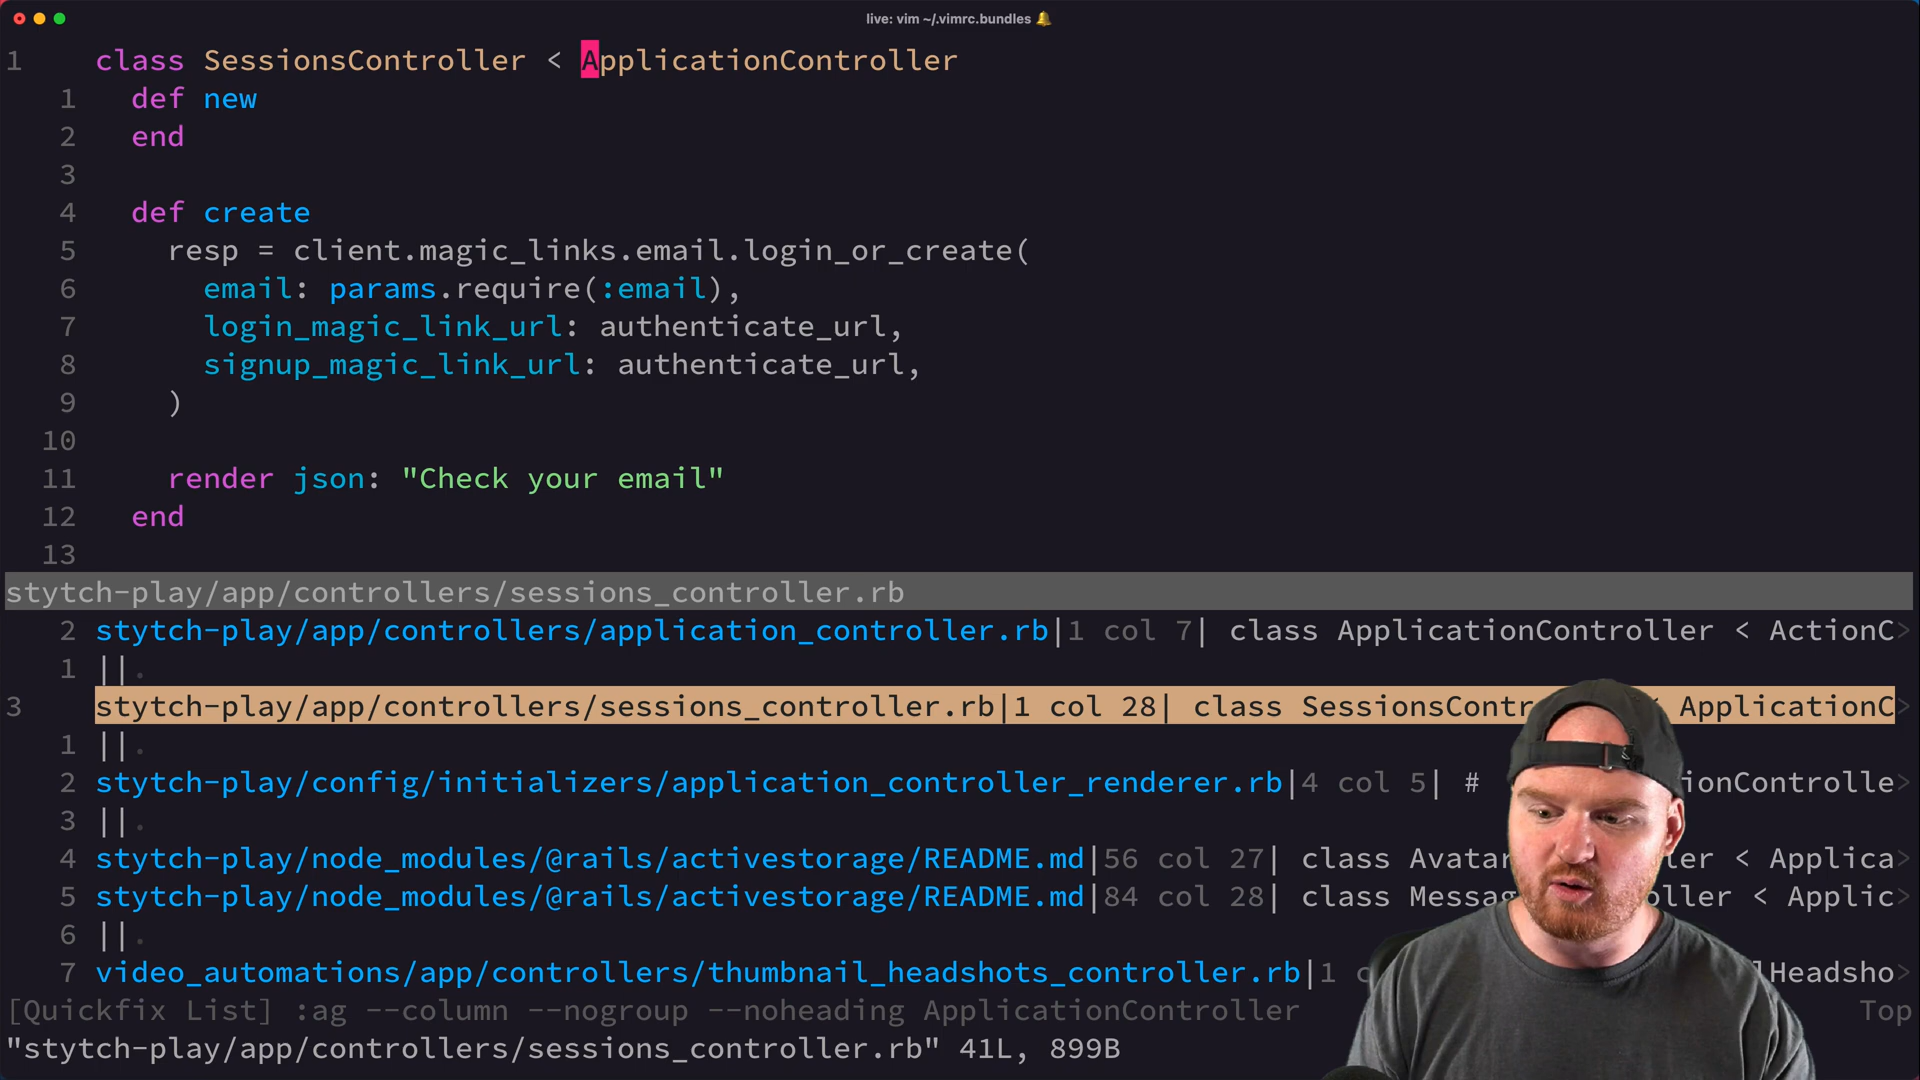 live: vim ~/.vimrc.bundles 🔔
1 class SessionsController < ApplicationController
1 def new
2 end
3
4 def create
5 resp = client.magic_links.email.login_or_create(
6 email: params.require(:email),
7 login_magic_link_url: authenticate_url,
8 signup_magic_link_url: authenticate_url,
9 )
10
11 render json: "Check your email"
12 end
13
stytch-play/app/controllers/sessions_controller.rb
2 stytch-play/app/controllers/application_controller.rb|1 col 7| class ApplicationController < ActionC>
1 ||.
3 stytch-play/app/controllers/sessions_controller.rb|1 col 28| class SessionsContr < ApplicationC>
1 ||.
2 stytch-play/config/initializers/application_controller_renderer.rb|4 col 5| # ionControlle>
3 ||.
4 stytch-play/node_modules/@rails/activestorage/README.md|56 col 27| class Avatar ler < Applica>
5 stytch-play/node_modules/@rails/activestorage/README.md|84 col 28| class Messag oller < Applic>
6 ||.
7 video_automations/app/controllers/thumbnail_headshots_controller.rb|1 c lHeadsho>
[Quickfix List] :ag --column --nogroup --noheading ApplicationController Top
"stytch-play/app/controllers/sessions_controller.rb" 41L, 899B